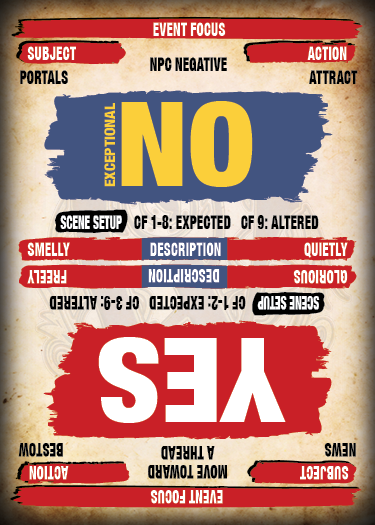 EVENT FOCUS
SUBJECT NPC NEGATIVE ACTION
PORTALS ATTRACT
EXCEPTIONAL NO
SCENE SETUP CF 1-8: EXPECTED CF 9: ALTERED
SMELLY DESCRIPTION QUIETLY
FREELY DESCRIPTION GLORIOUS
SCENE SETUP CF 1-2: EXPECTED CF 3-9: ALTERED
YES
BESTOW MOVE TOWARD A THREAD NEWS
ACTION SUBJECT
EVENT FOCUS